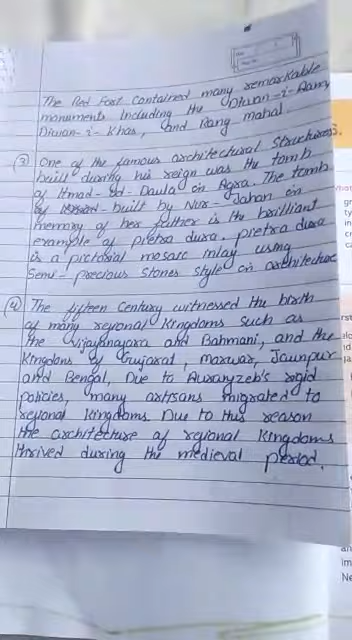 The Red Fort contained many remarkable
monuments including the Diwan-i-Aam,
Diwan-i-Khas, and Rang mahal.
(3) One of the famous architectural structures
built during his reign was the tomb
of Itmad-ud-Daula in Agra. The tomb
built by Nur-Jahan in
memory of her father is the brilliant
example of pietra dura. pietra dura
is a pictorial mosaic inlay using
semi-precious stones style in architecture
(4) The fifteen century witnessed the birth
of many regional kingdoms such as
the Vijaynagara and Bahmani, and the
kingdoms of Gujarat, marwar, Jaunpur
and Bengal, Due to Aurangzeb's rigid
policies, many artisans migrated to
regional kingdoms. Due to this reason
the architecture of regional kingdoms
thrived during the medieval period.